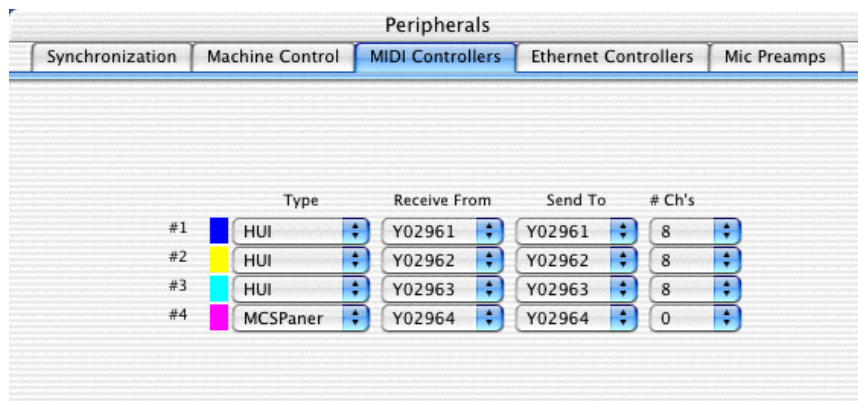 Peripherals
Synchronization Machine Control MIDI Controllers Ethernet Controllers Mic Preamps
Type Receive From Send To # Ch's
#1 HUI Y02961 Y02961 8
#2 HUI Y02962 Y02962 8
#3 HUI Y02963 Y02963 8
#4 MCSPaner Y02964 Y02964 0